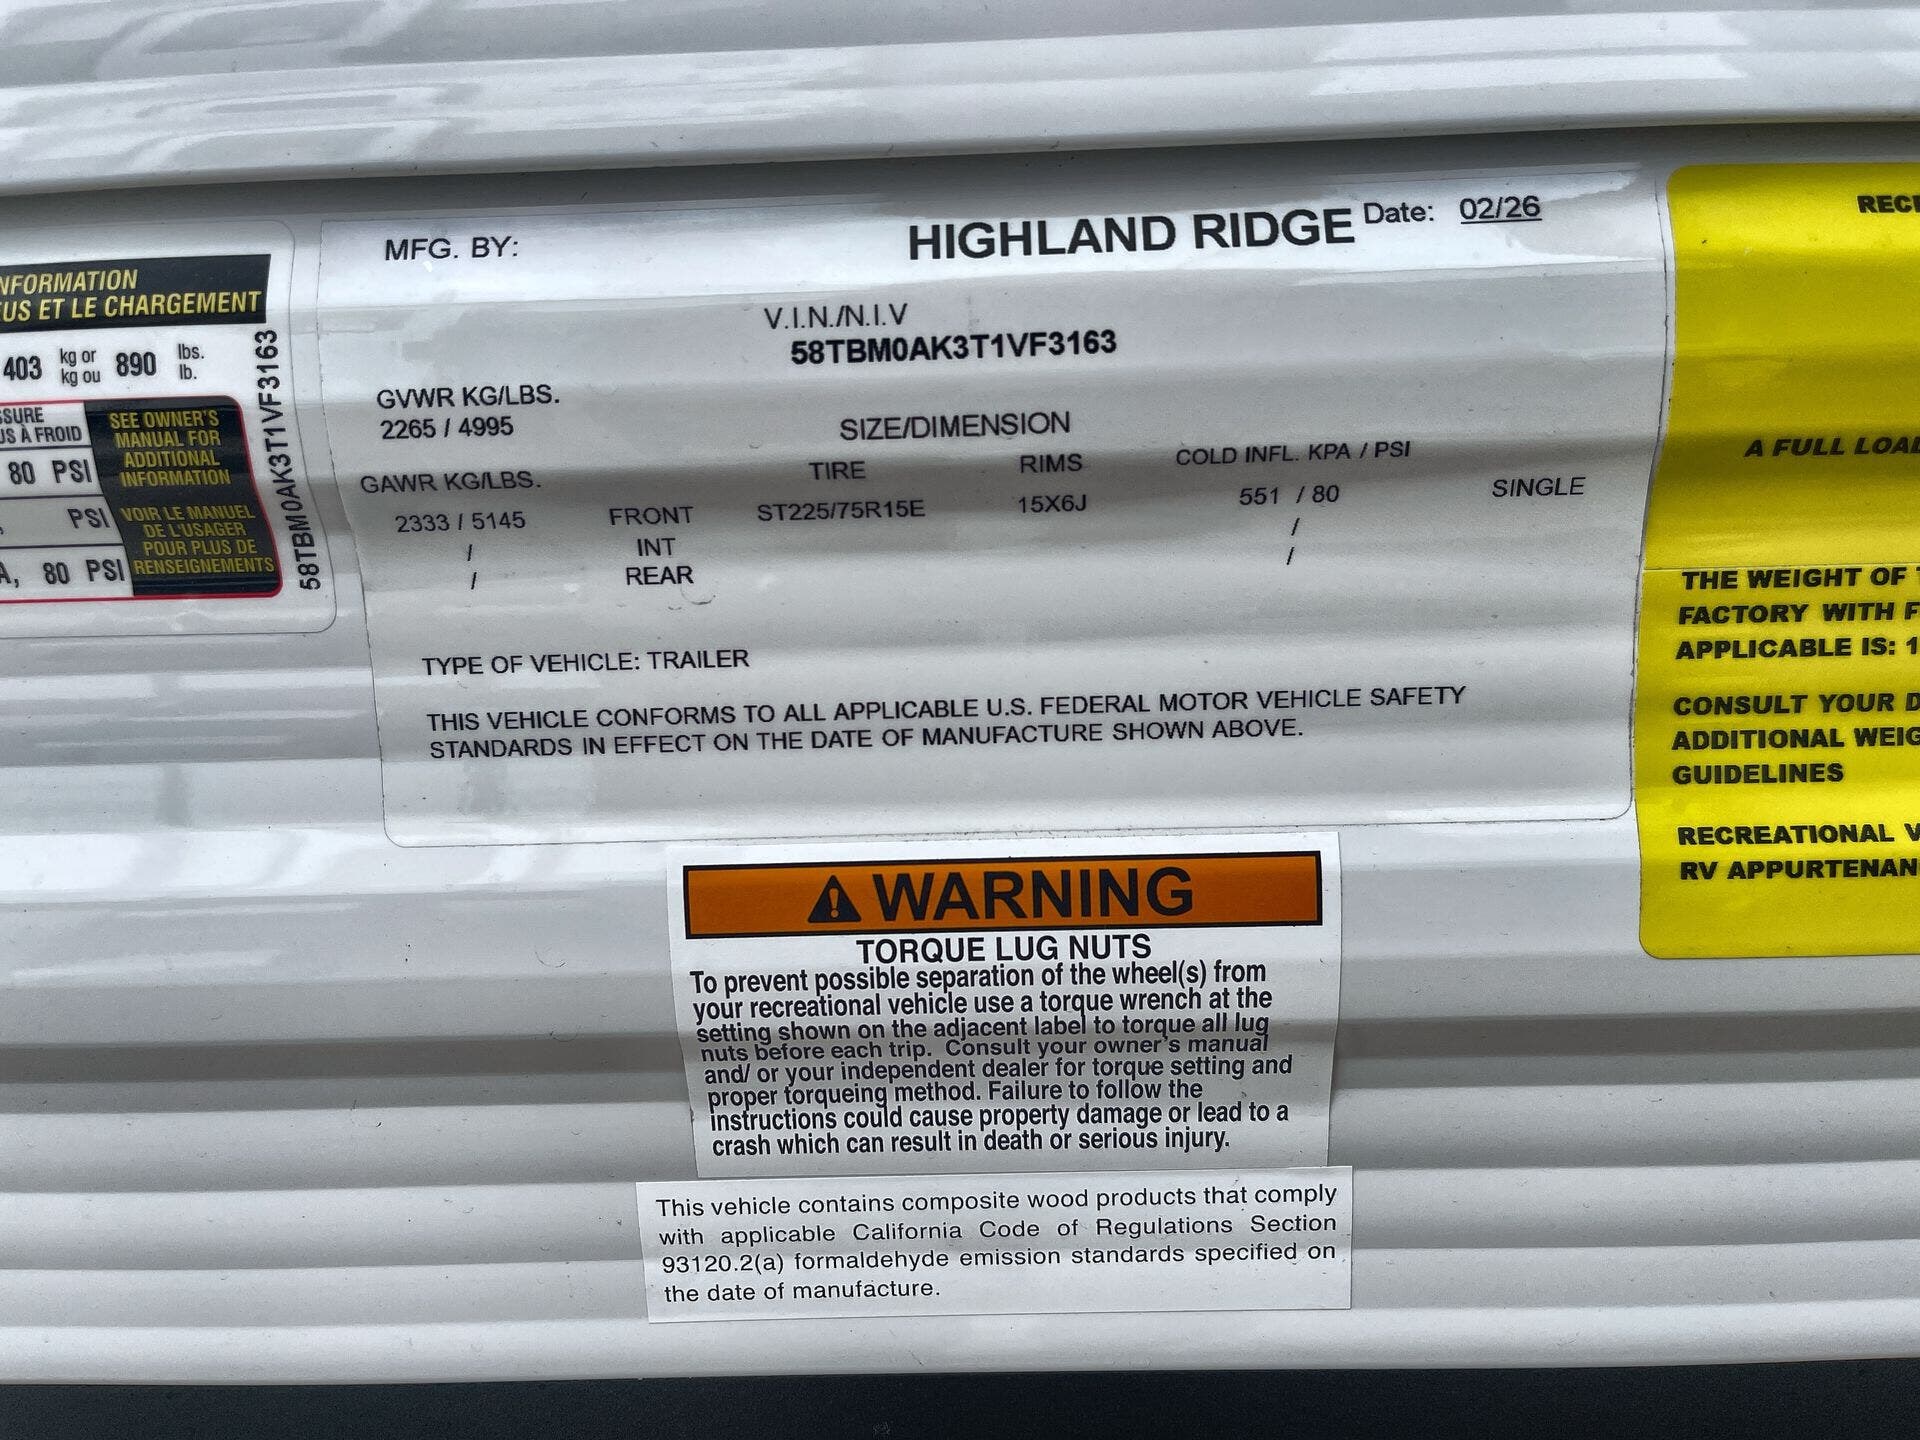 NFORMATION
US ET LE CHARGEMENT
403 kg or kg ou 890 lbs. lb.
SSURE
US À FROID
80 PSI
PSI
A, 80 PSI
SEE OWNER'S
MANUAL FOR
ADDITIONAL
INFORMATION
VOIR LE MANUEL
DE L'USAGER
POUR PLUS DE
RENSEIGNEMENTS
58TBM0AK3T1VF3163
MFG. BY: HIGHLAND RIDGE Date: 02/26
V.I.N./N.I.V
58TBM0AK3T1VF3163
GVWR KG/LBS.
2265 / 4995
SIZE/DIMENSION
GAWR KG/LBS. TIRE RIMS COLD INFL. KPA / PSI
2333 / 5145 FRONT ST225/75R15E 15X6J 551 / 80 SINGLE
/ INT /
/ REAR /
TYPE OF VEHICLE: TRAILER
THIS VEHICLE CONFORMS TO ALL APPLICABLE U.S. FEDERAL MOTOR VEHICLE SAFETY
STANDARDS IN EFFECT ON THE DATE OF MANUFACTURE SHOWN ABOVE.
RECR
A FULL LOAD
THE WEIGHT OF
FACTORY WITH F
APPLICABLE IS: 1
CONSULT YOUR
ADDITIONAL WEIG
GUIDELINES
RECREATIONAL V
RV APPURTENAN
WARNING
TORQUE LUG NUTS
To prevent possible separation of the wheel(s) from
your recreational vehicle use a torque wrench at the
setting shown on the adjacent label to torque all lug
nuts before each trip. Consult your owner's manual
and/ or your independent dealer for torque setting and
proper torqueing method. Failure to follow the
instructions could cause property damage or lead to a
crash which can result in death or serious injury.
This vehicle contains composite wood products that comply
with applicable California Code of Regulations Section
93120.2(a) formaldehyde emission standards specified on
the date of manufacture.